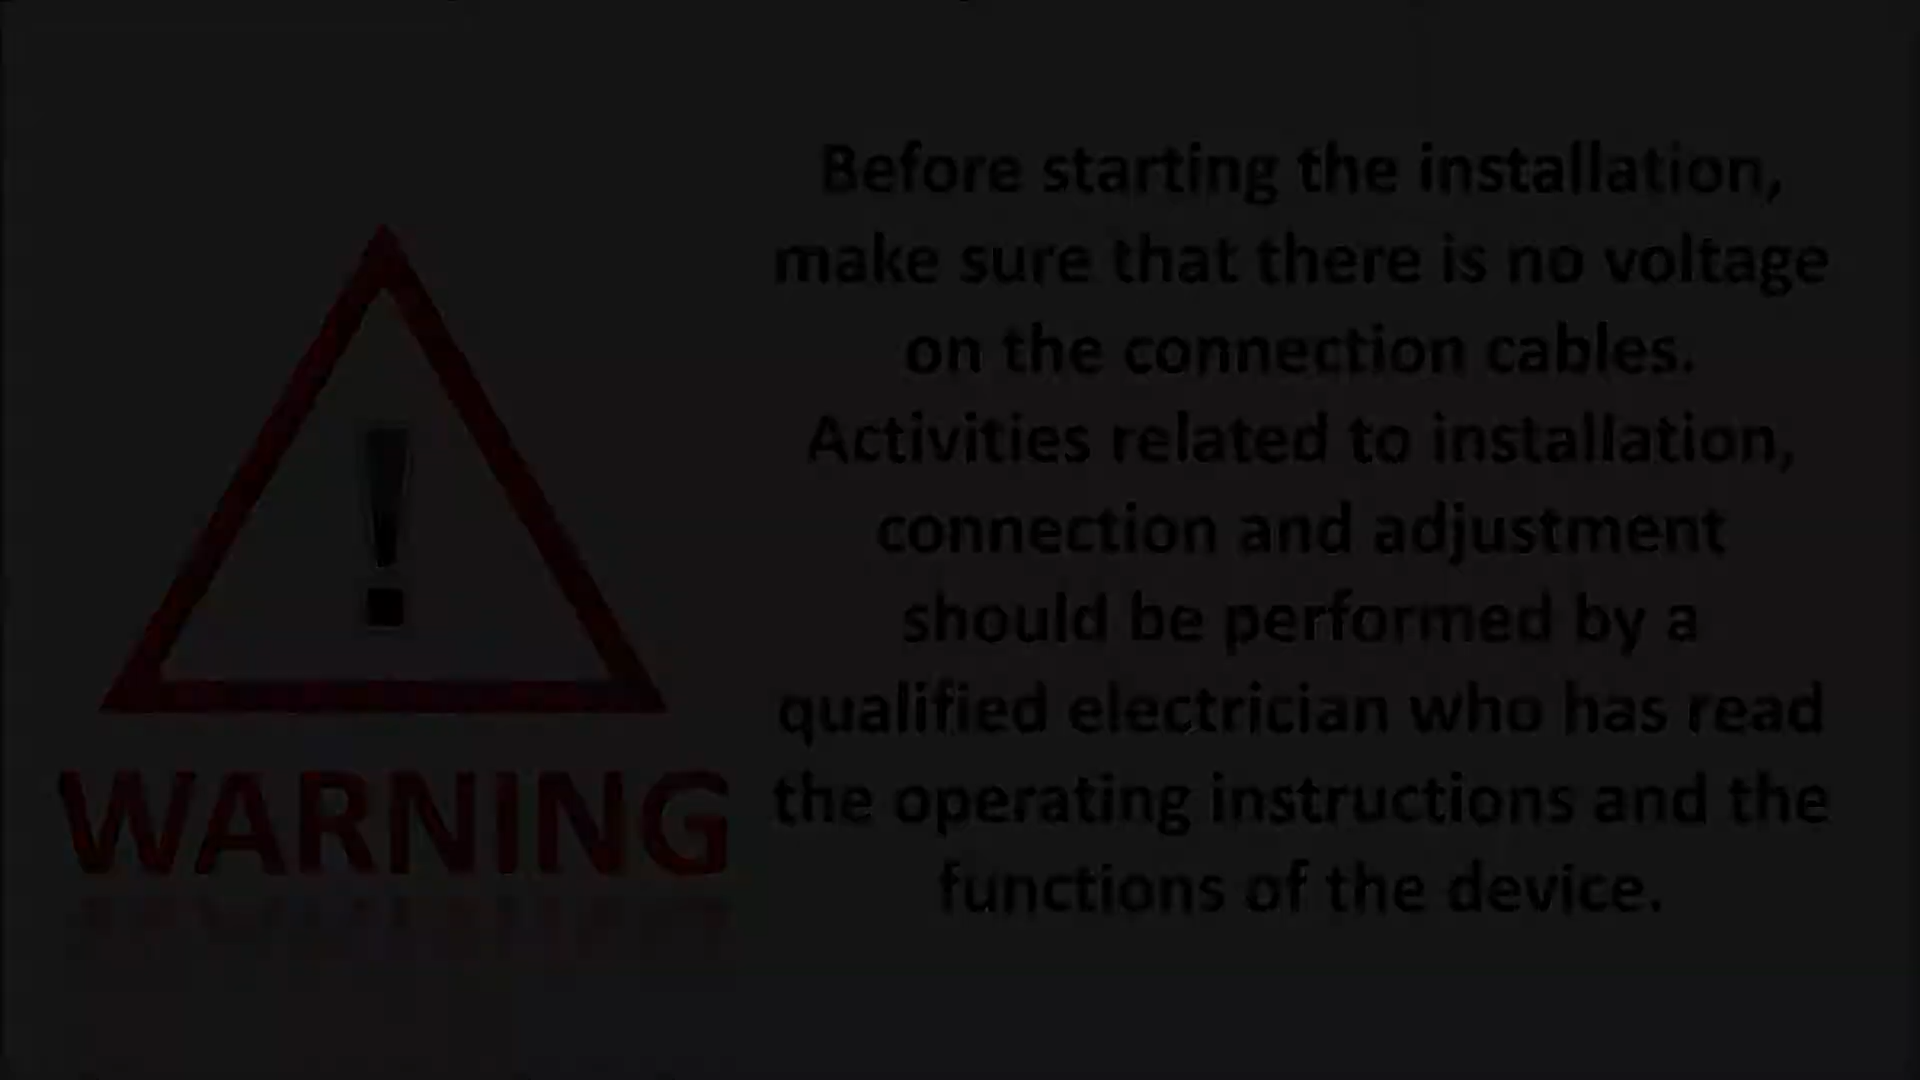 Before starting the installation,
make sure that there is no voltage
on the connection cables.
Activities related to installation,
connection and adjustment
should be performed by a
qualified electrician who has read
the operating instructions and the
functions of the device.
!
WARNING